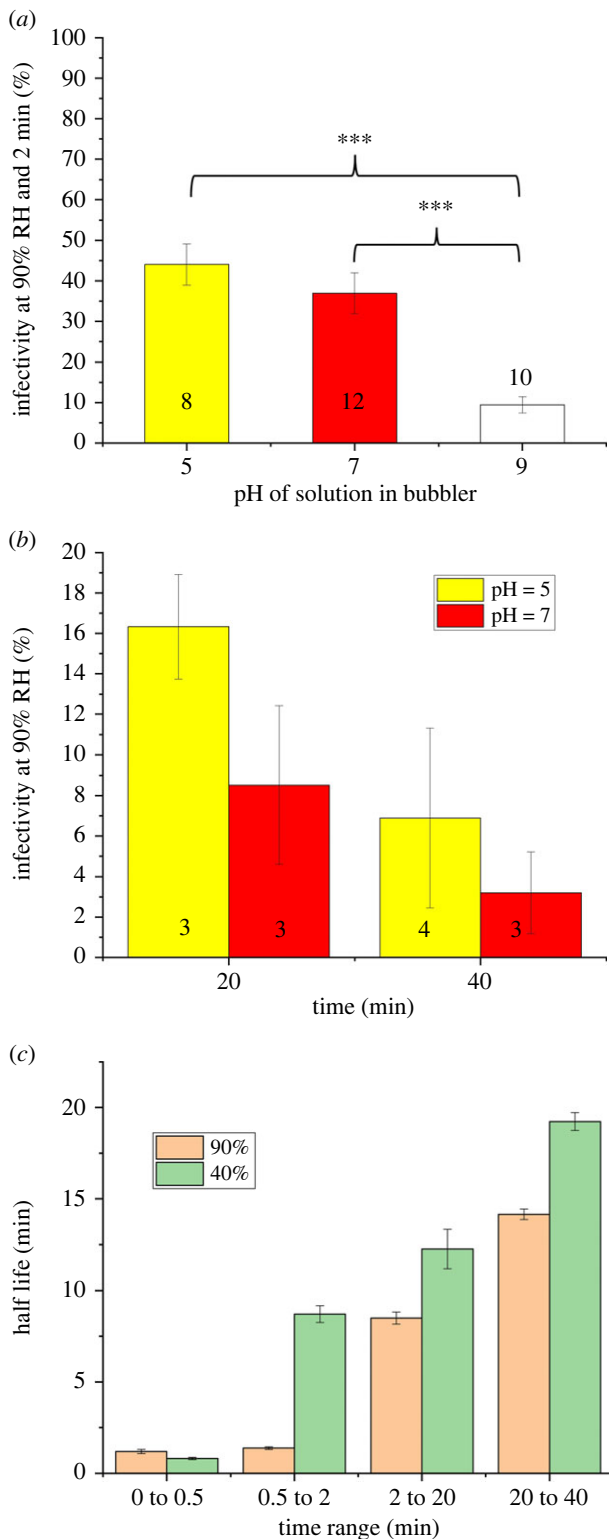 (a)
100
90
80
70
60
50
40
30
20
10
0
infectivity at 90% RH and 2 min (%)
***
***
8
12
10
5 7 9
pH of solution in bubbler
(b)
20
18
16
14
12
10
8
6
4
2
0
infectivity at 90% RH (%)
pH = 5
pH = 7
3 3 4 3
20 40
time (min)
(c)
20
15
10
5
0
half life (min)
90%
40%
0 to 0.5 0.5 to 2 2 to 20 20 to 40
time range (min)